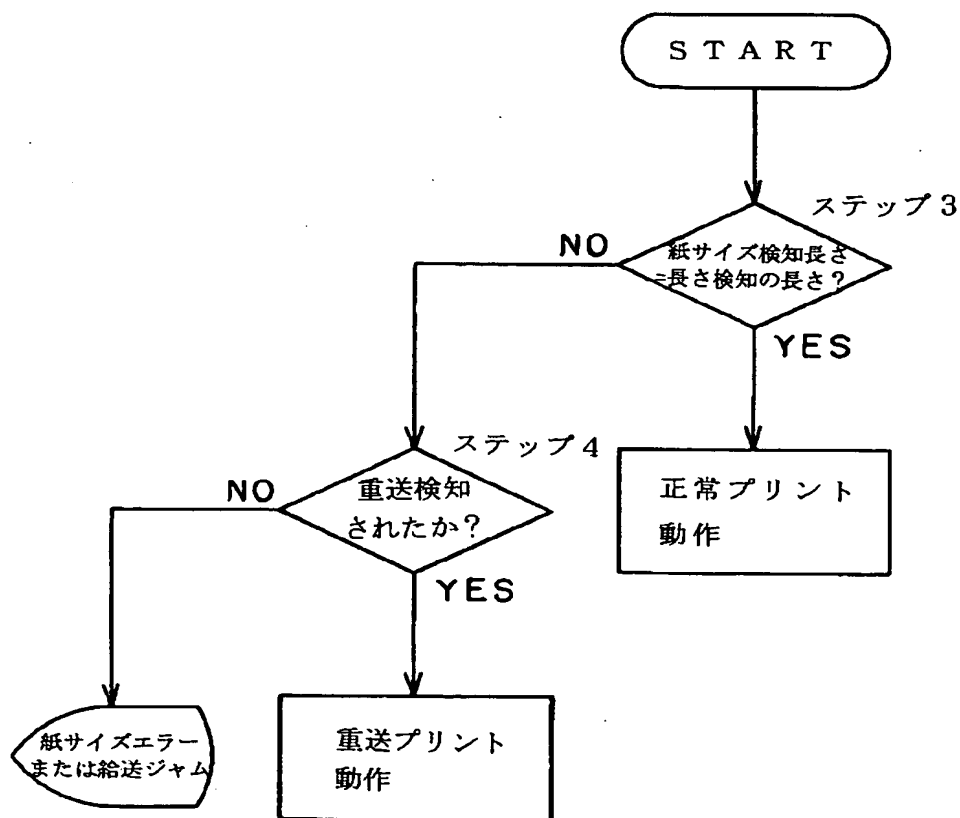 START
ステップ3
紙サイズ検知長さ
=長さ検知の長さ?
NO
YES
ステップ4
重送検知
されたか?
NO
YES
正常プリント
動作
紙サイズエラー
または給送ジャム
重送プリント
動作